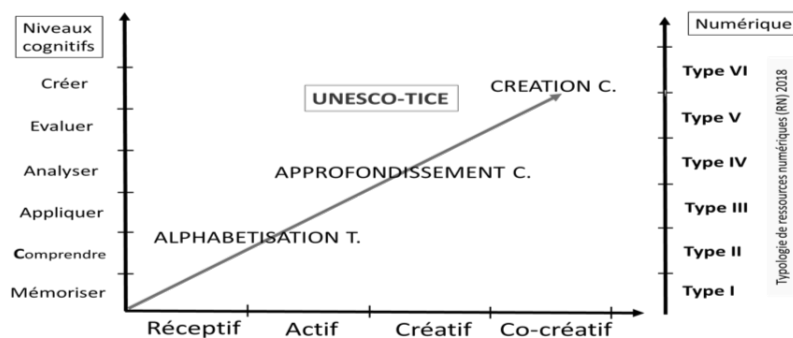 Niveaux
cognitifs
Créer
Evaluer
Analyser
Appliquer
Comprendre
Mémoriser
UNESCO-TICE
CREATION C.
APPROFONDISSEMENT C.
ALPHABETISATION T.
Réceptif
Actif
Créatif
Co-créatif
Numérique
Type VI
Type V
Type IV
Type III
Type II
Type I
Typologie de ressources numériques (RN) 2018